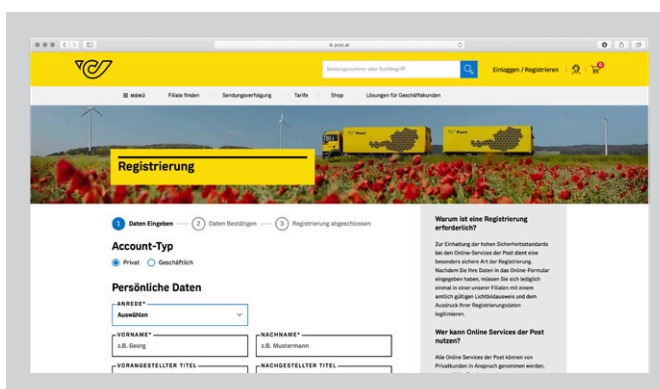 post.at
Sendungsnummer oder Suchbegriff
Einloggen / Registrieren
0
MENÜ
Filiale finden
Sendungsverfolgung
Tarife
Shop
Lösungen für Geschäftskunden
Post
Post
Registrierung
1 Daten Eingeben
2 Daten Bestätigen
3 Registrierung abgeschlossen
Account-Typ
Privat
Geschäftlich
Persönliche Daten
ANREDE*
Auswählen
VORNAME*
z.B. Georg
NACHNAME*
z.B. Mustermann
VORANGESTELLTER TITEL
NACHGESTELLTER TITEL
Warum ist eine Registrierung
erforderlich?
Zur Einhaltung der hohen Sicherheitsstandards
bei den Online-Services der Post dient eine
besonders sichere Art der Registrierung.
Nachdem Sie Ihre Daten in das Online-Formular
eingegeben haben, müssen Sie sich lediglich
einmal in einer unserer Filialen mit einem
amtlich gültigen Lichtbildausweis und dem
Ausdruck Ihrer Registrierungsdaten
legitimieren.
Wer kann Online Services der Post
nutzen?
Alle Online Services der Post können von
Privatkunden in Anspruch genommen werden,